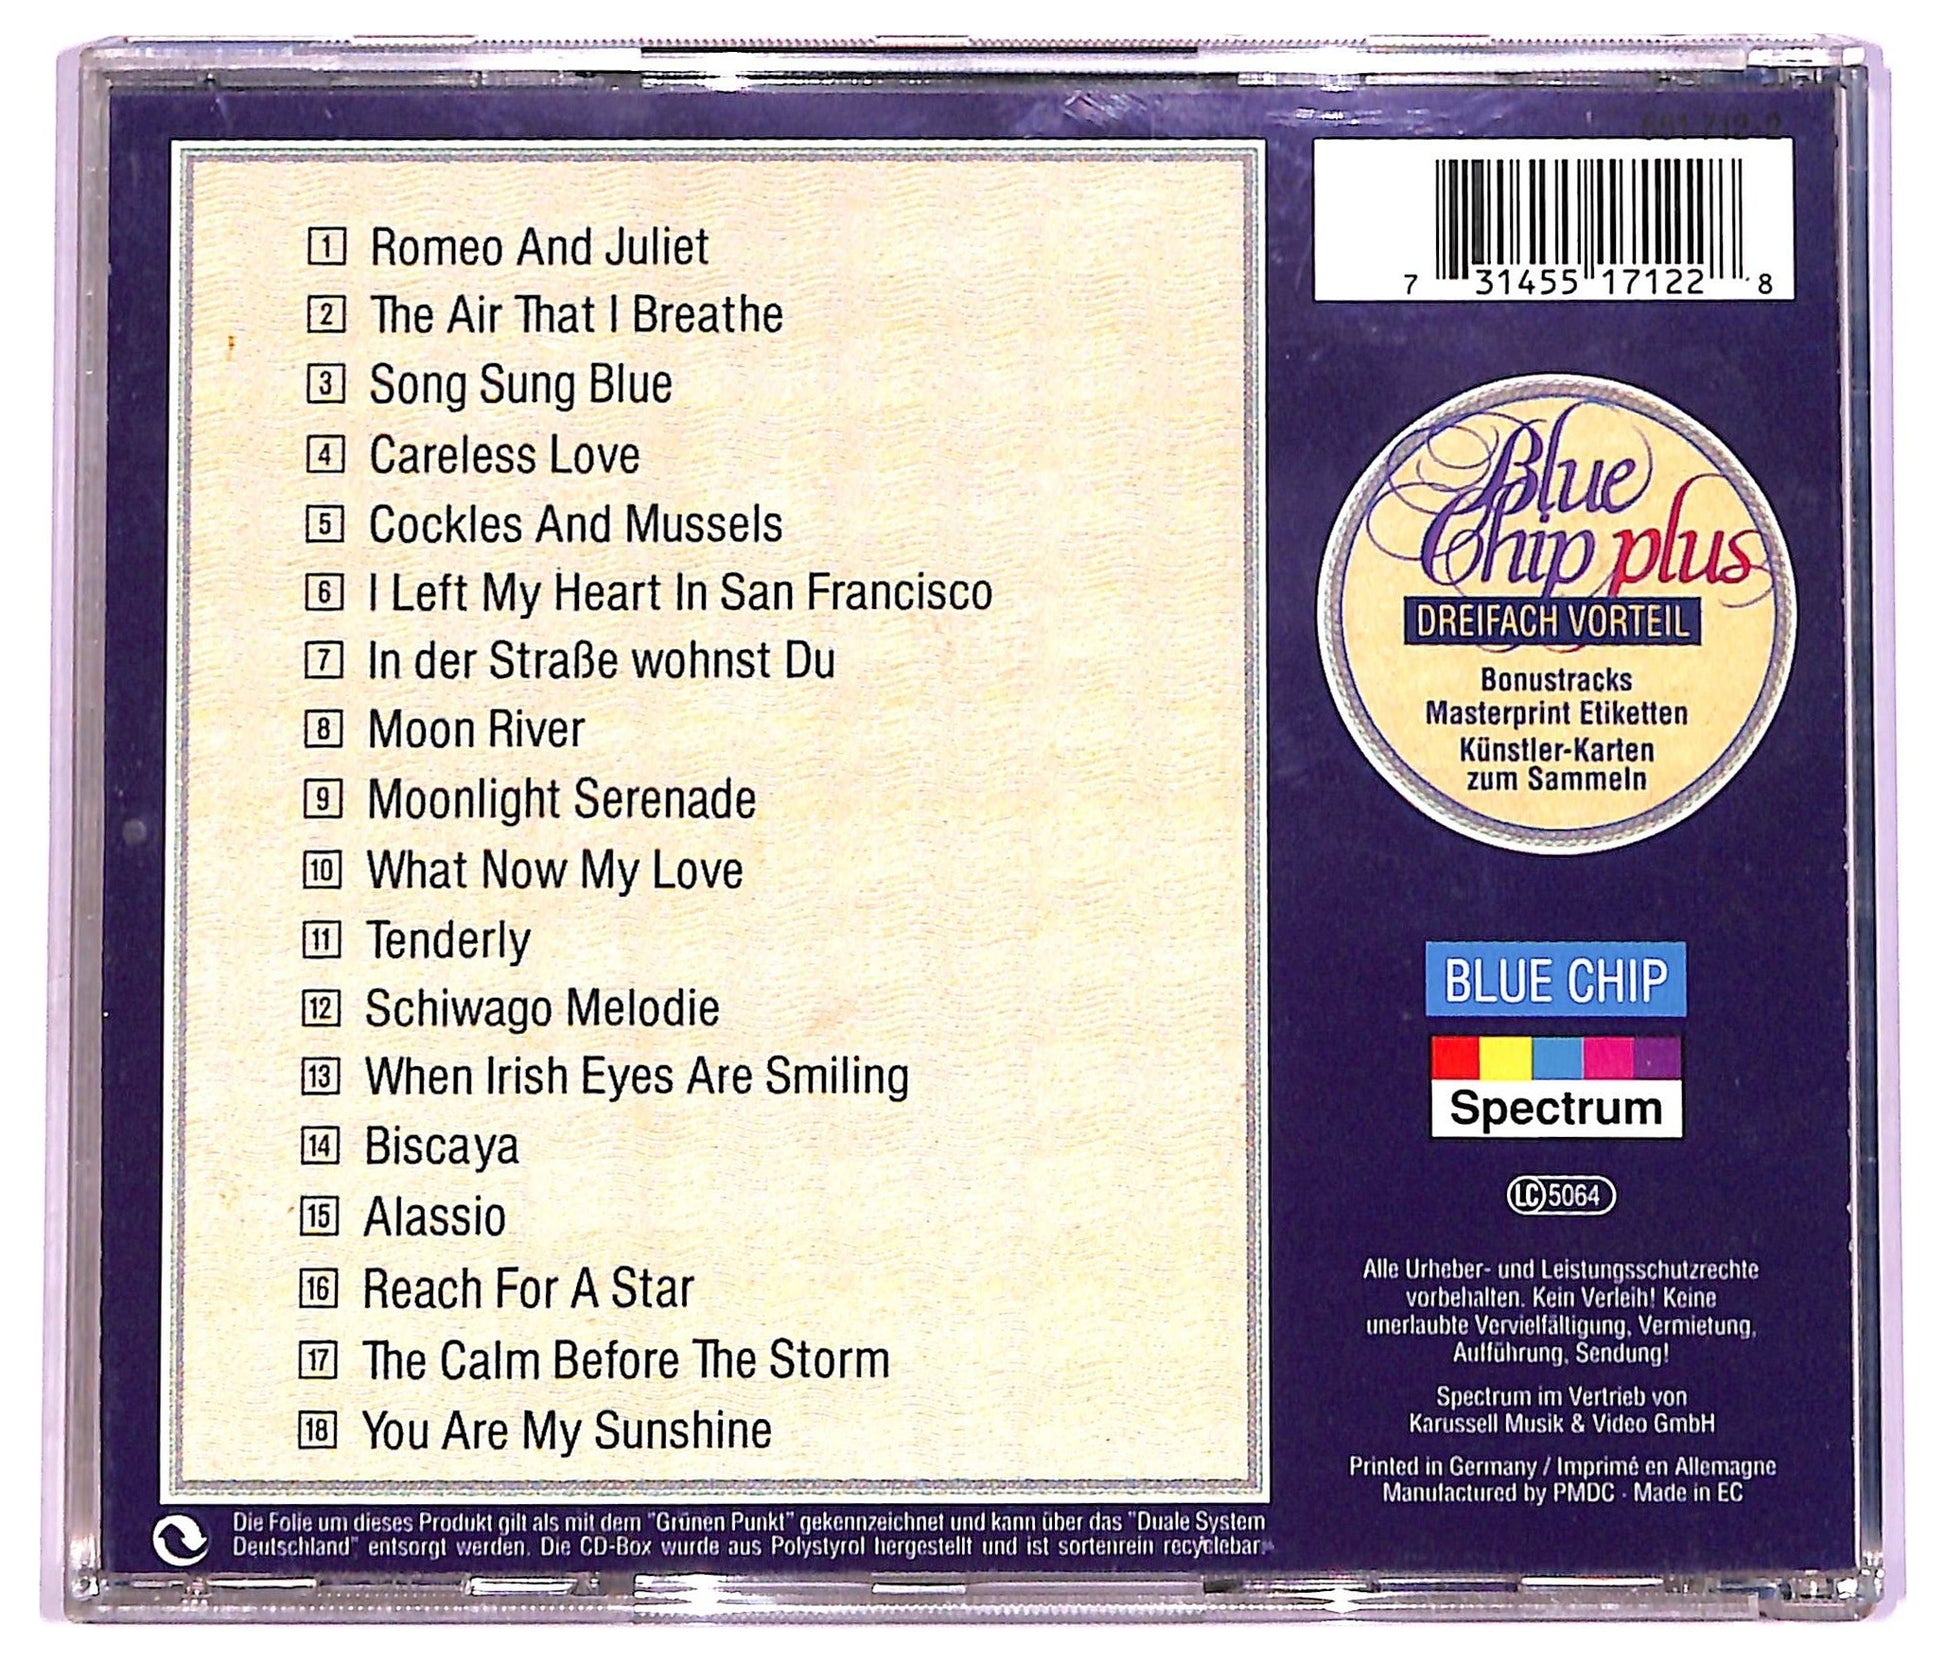 1 Romeo And Juliet
2 The Air That I Breathe
3 Song Sung Blue
4 Careless Love
5 Cockles And Mussels
6 I Left My Heart In San Francisco
7 In der Straße wohnst Du
8 Moon River
9 Moonlight Serenade
10 What Now My Love
11 Tenderly
12 Schiwago Melodie
13 When Irish Eyes Are Smiling
14 Biscaya
15 Alassio
16 Reach For A Star
17 The Calm Before The Storm
18 You Are My Sunshine
Die Folie um dieses Produkt gilt als mit dem "Grünen Punkt" gekennzeichnet und kann über das "Duale System
Deutschland" entsorgt werden. Die CD-Box wurde aus Polystyrol hergestellt und ist sortenrein recyclebar.
7 31455 17122 8
Blue
Chip plus
DREIFACH VORTEIL
Bonustracks
Masterprint Etiketten
Künstler-Karten
zum Sammeln
BLUE CHIP
Spectrum
LC 5064
Alle Urheber- und Leistungsschutzrechte
vorbehalten. Kein Verleih! Keine
unerlaubte Vervielfältigung, Vermietung,
Aufführung, Sendung!
Spectrum im Vertrieb von
Karussell Musik & Video GmbH
Printed in Germany / Imprimé en Allemagne
Manufactured by PMDC · Made in EC